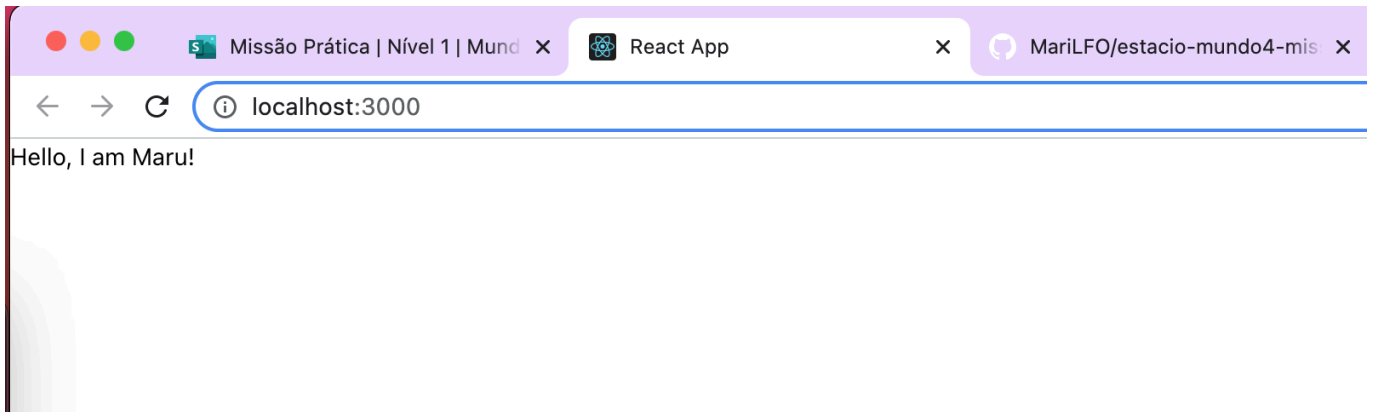 Missão Prática | Nível 1 | Mund
React App
MariLFO/estacio-mundo4-mis
localhost:3000
Hello, I am Maru!